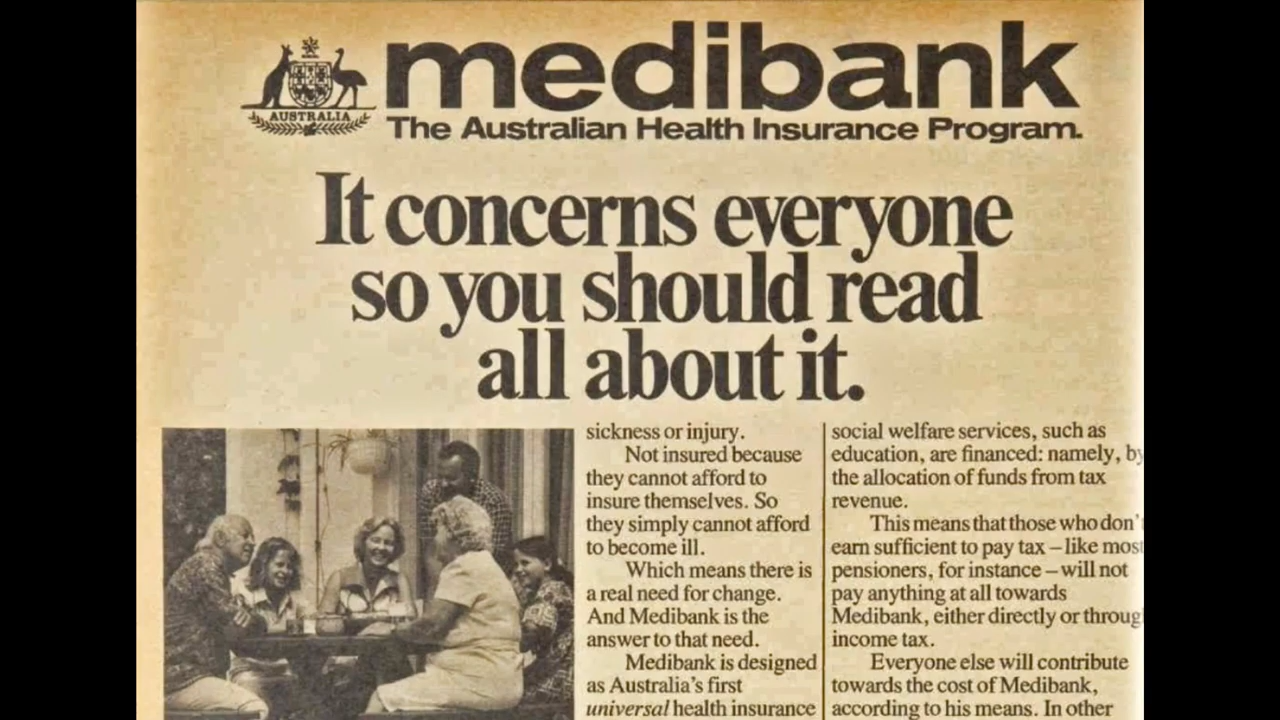 medibank
AUSTRALIA
The Australian Health Insurance Program.
It concerns everyone
so you should read
all about it.
sickness or injury.
Not insured because
they cannot afford to
insure themselves. So
they simply cannot afford
to become ill.
Which means there is
a real need for change.
And Medibank is the
answer to that need.
Medibank is designed
as Australia's first
universal health insurance
social welfare services, such as
education, are financed: namely, by
the allocation of funds from tax
revenue.
This means that those who don'
earn sufficient to pay tax – like most
pensioners, for instance – will not
pay anything at all towards
Medibank, either directly or throug
income tax.
Everyone else will contribute
towards the cost of Medibank,
according to his means. In other